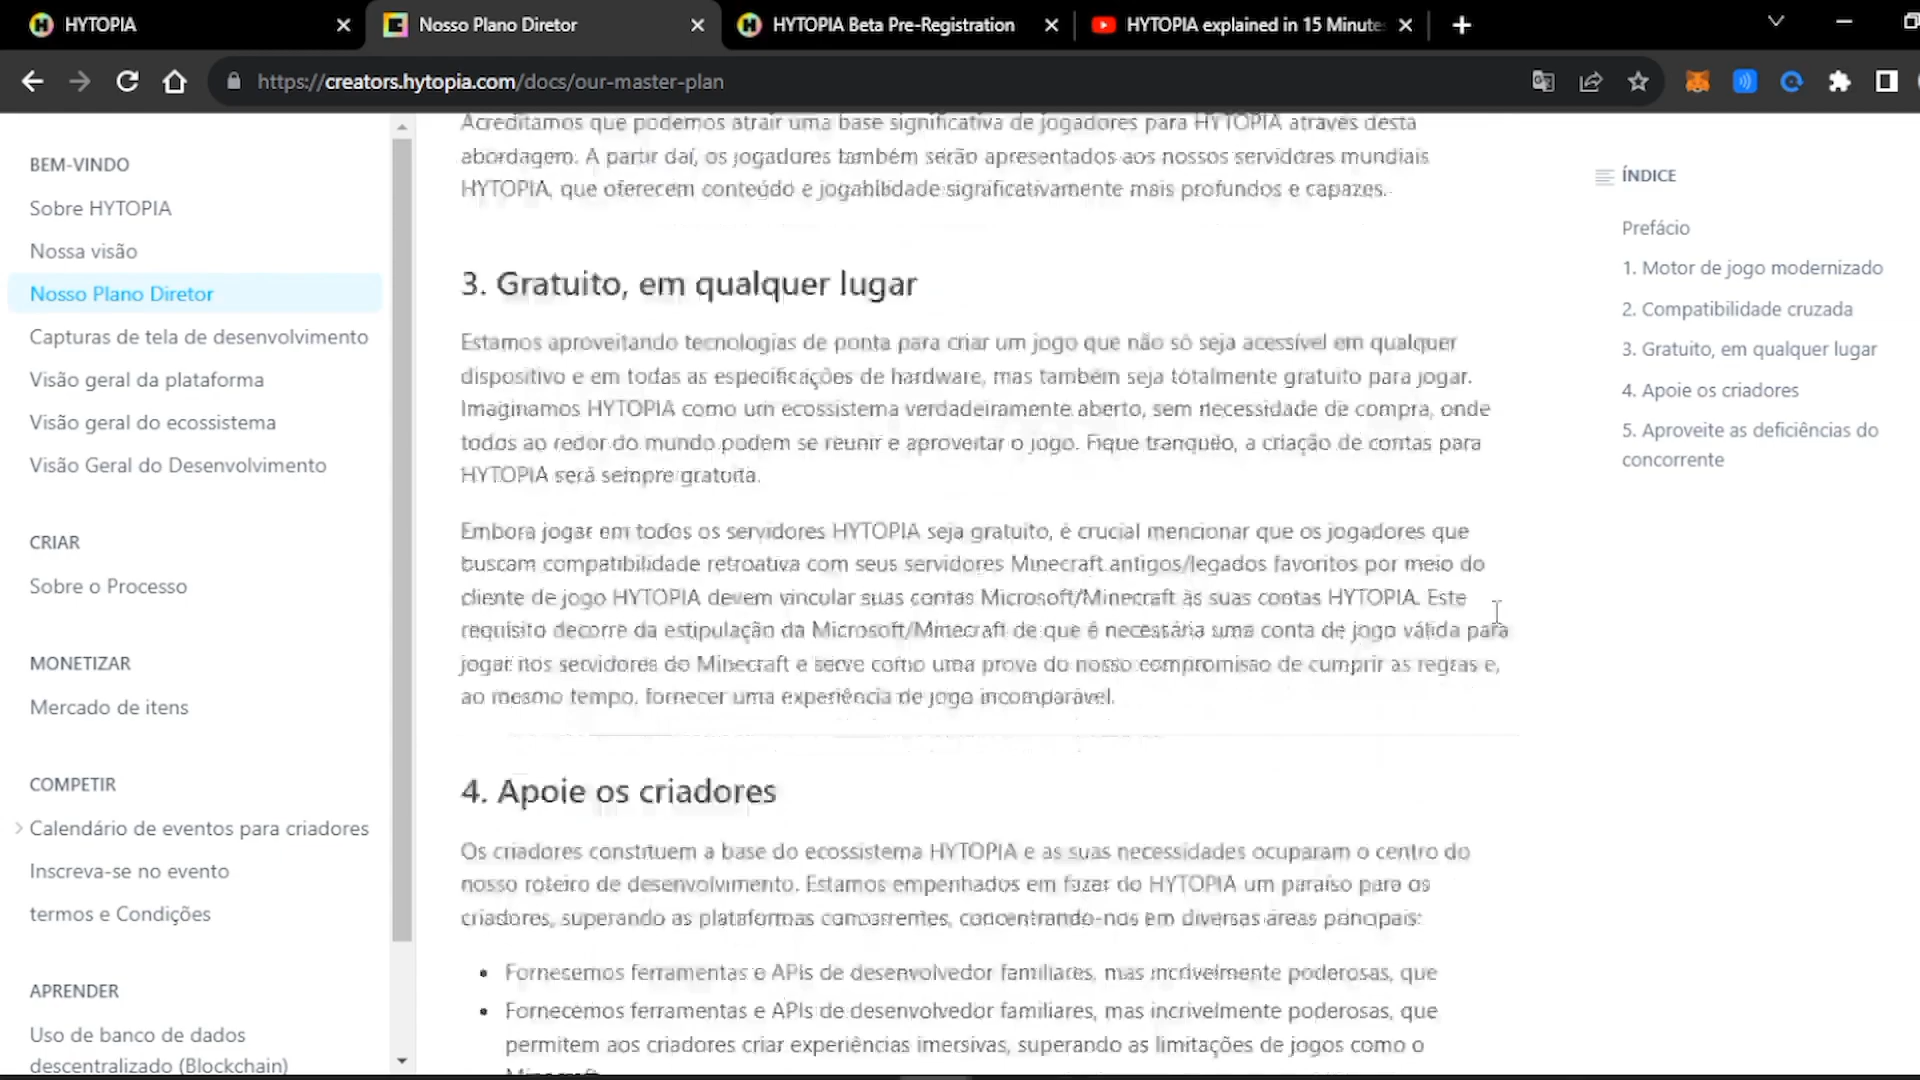 HYTOPIA
Nosso Plano Diretor
HYTOPIA Beta Pre-Registration
HYTOPIA explained in 15 Minute
https://creators.hytopia.com/docs/our-master-plan
BEM-VINDO
Sobre HYTOPIA
Nossa visão
Nosso Plano Diretor
Capturas de tela de desenvolvimento
Visão geral da plataforma
Visão geral do ecossistema
Visão Geral do Desenvolvimento
CRIAR
Sobre o Processo
MONETIZAR
Mercado de itens
COMPETIR
Calendário de eventos para criadores
Inscreva-se no evento
termos e Condições
APRENDER
Uso de banco de dados
descentralizado (Blockchain)
Acreditamos que podemos atrair uma base significativa de jogadores para HYTOPIA através desta
abordagem. A partir daí, os jogadores também serão apresentados aos nossos servidores mundiais
HYTOPIA, que oferecem conteúdo e jogabilidade significativamente mais profundos e capazes.
3. Gratuito, em qualquer lugar
Estamos aproveitando tecnologias de ponta para criar um jogo que não só seja acessível em qualquer
dispositivo e em todas as especificações de hardware, mas também seja totalmente gratuito para jogar.
Imaginamos HYTOPIA como um ecossistema verdadeiramente aberto, sem necessidade de compra, onde
todos ao redor do mundo podem se reunir e aproveitar o jogo. Fique tranquilo, a criação de contas para
HYTOPIA será sempre gratuita.
Embora jogar em todos os servidores HYTOPIA seja gratuito, é crucial mencionar que os jogadores que
buscam compatibilidade retroativa com seus servidores Minecraft antigos/legados favoritos por meio do
cliente de jogo HYTOPIA devem vincular suas contas Microsoft/Minecraft às suas contas HYTOPIA. Este
requisito decorre da estipulação da Microsoft/Minecraft de que é necessária uma conta de jogo válida para
jogar nos servidores do Minecraft e serve como uma prova do nosso compromisso de cumprir as regras e,
ao mesmo tempo, fornecer uma experiência de jogo incomparável.
4. Apoie os criadores
Os criadores constituem a base do ecossistema HYTOPIA e as suas necessidades ocuparam o centro do
nosso roteiro de desenvolvimento. Estamos empenhados em fazer do HYTOPIA um paraíso para os
criadores, superando as plataformas concorrentes, concentrando-nos em diversas áreas principais:
Fornecemos ferramentas e APIs de desenvolvedor familiares, mas incrivelmente poderosas, que
Fornecemos ferramentas e APIs de desenvolvedor familiares, mas incrivelmente poderosas, que
permitem aos criadores criar experiências imersivas, superando as limitações de jogos como o
ÍNDICE
Prefácio
1. Motor de jogo modernizado
2. Compatibilidade cruzada
3. Gratuito, em qualquer lugar
4. Apoie os criadores
5. Aproveite as deficiências do
concorrente